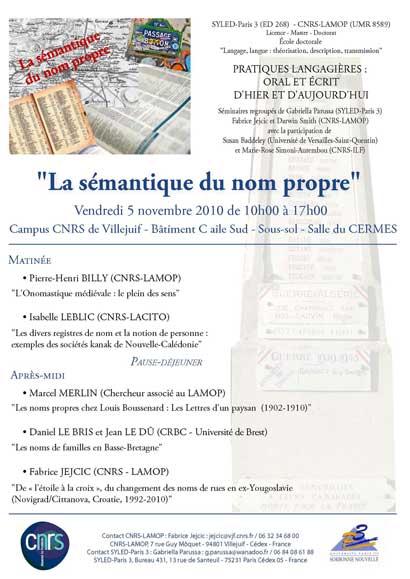 La sémantique
du nom propre
PASSAGE
SYLED-Paris 3 (ED 268) - CNRS-LAMOP (UMR 8589)
Licence - Master - Doctorat
École doctorale
"Langage, langue : théorisation, description, transmission"
PRATIQUES LANGAGIÈRES :
ORAL ET ÉCRIT
D'HIER ET D'AUJOURD'HUI
Séminaires regroupés de Gabriella Parussa (SYLED-Paris 3)
Fabrice Jejcic et Darwin Smith (CNRS-LAMOP)
avec la participation de
Susan Baddeley (Université de Versailles-Saint-Quentin)
et Marie-Rose Simoni-Aurembou (CNRS-ILF)
"La sémantique du nom propre"
Vendredi 5 novembre 2010 de 10h00 à 17h00
Campus CNRS de Villejuif - Bâtiment C aile Sud - Sous-sol - Salle du CERMES
MATINÉE
• Pierre-Henri BILLY (CNRS-LAMOP)
"L'Onomastique médiévale : le plein des sens"
• Isabelle LEBLIC (CNRS-LACITO)
"Les divers registres de nom et la notion de personne :
exemples des sociétés kanak de Nouvelle-Calédonie"
PAUSE-DÉJEUNER
APRÈS-MIDI
• Marcel MERLIN (Chercheur associé au LAMOP)
"Les noms propres chez Louis Boussenard : Les Lettres d'un paysan (1902-1910)"
• Daniel LE BRIS et Jean LE DÛ (CRBC - Université de Brest)
"Les noms de familles en Basse-Bretagne"
• Fabrice JEJCIC (CNRS - LAMOP)
"De « l'étoile à la croix », du changement des noms de rues en ex-Yougoslavie
(Novigrad/Cittanova, Croatie, 1992-2010)"
GUERRE ALGERIE
GUERRE 1939-1945
cnrs
Contact CNRS-LAMOP : Fabrice Jejcic : jejcic@vjf.cnrs.fr / 06 32 34 68 00
CNRS-LAMOP, 7 rue Guy Môquet - 94801 Villejuif - Cédex - France
Contact SYLED-Paris 3 : Gabriella Parussa : g.parussa@wanadoo.fr / 06 84 08 61 88
SYLED-Paris 3, Bureau 431, 13 rue de Santeuil - 75231 Paris Cédex 05 - France
3
UNIVERSITÉ PARIS III
SORBONNE NOUVELLE